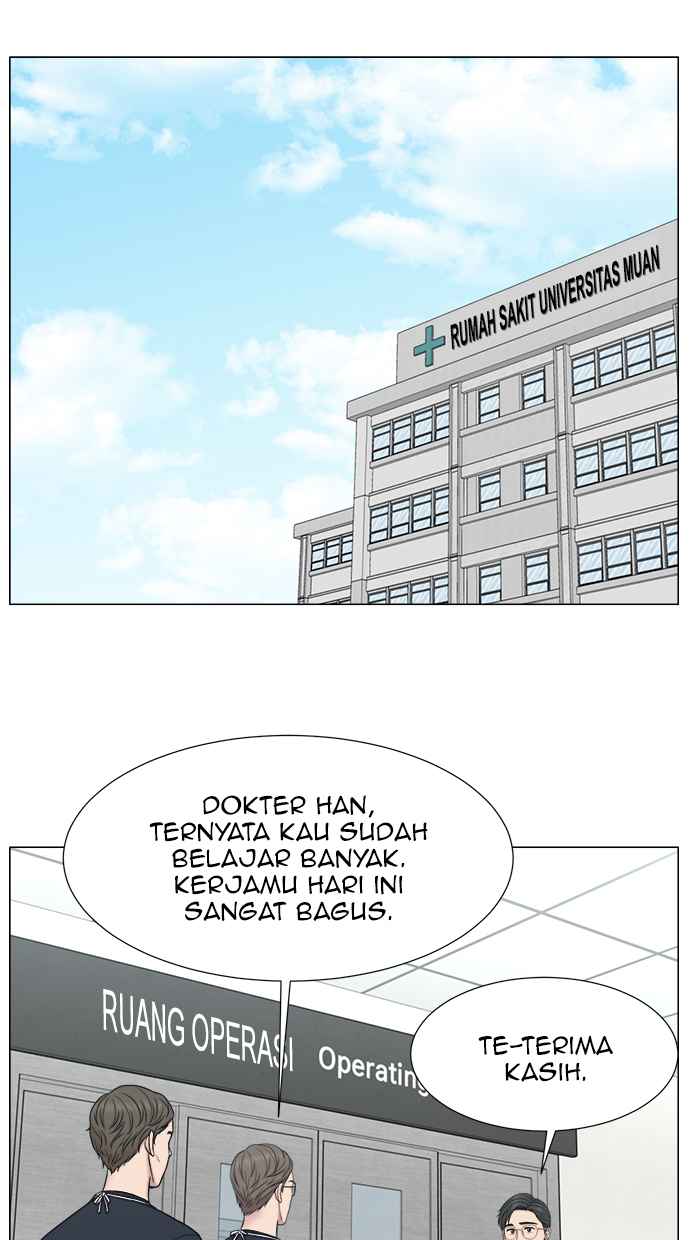 RUMAH SAKIT UNIVERSITAS MUAN
DOKTER HAN,
TERNYATA KAU SUDAH
BELAJAR BANYAK.
KERJAMU HARI INI
SANGAT BAGUS.
RUANG OPERASI Operating
TE-TERIMA
KASIH.